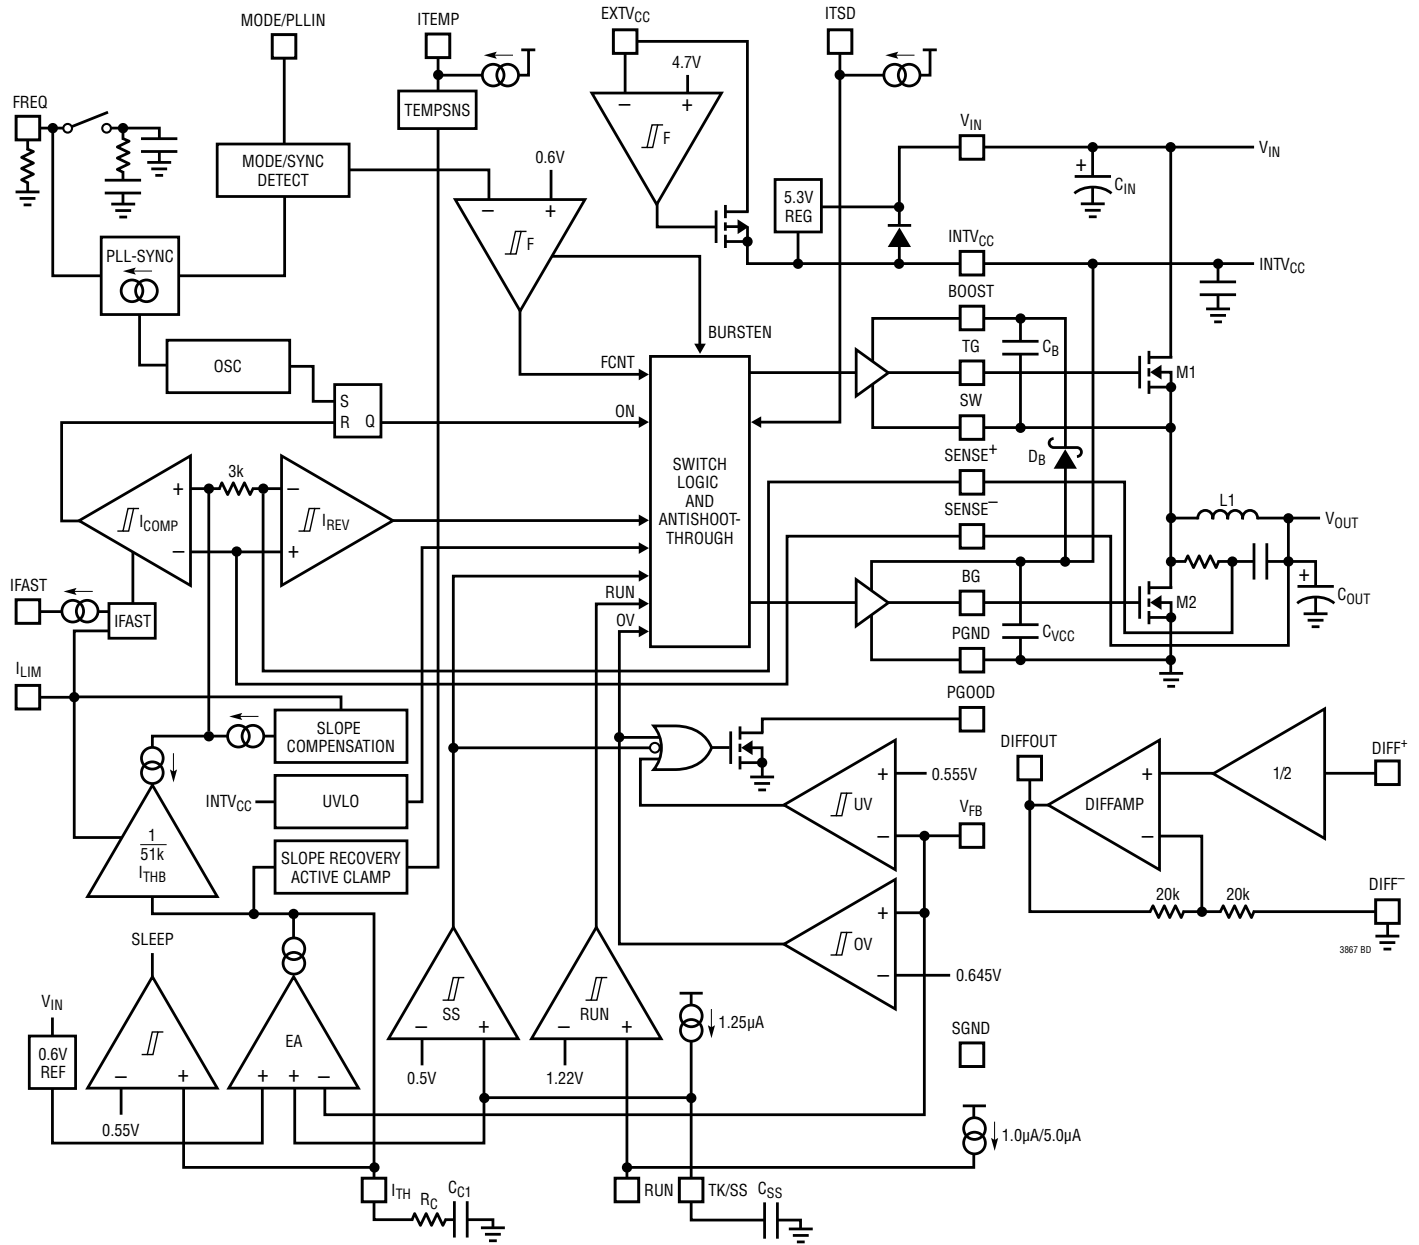 MODE/PLLIN
ITEMP
EXTVCC
ITSD
4.7V
FREQ
TEMPSNS
–
+
F
VIN
VIN
MODE/SYNC
DETECT
0.6V
5.3V
REG
+
CIN
–
+
F
PLL-SYNC
INTVCC
INTVCC
BOOST
BURSTEN
OSC
FCNT
TG
CB
M1
S
R
Q
ON
SW
SWITCH
LOGIC
AND
ANTISHOOT-
THROUGH
SENSE+
DB
3k
+
–
ICOMP
–
+
IREV
SENSE–
L1
VOUT
IFAST
IFAST
RUN
OV
BG
M2
+
COUT
PGND
CVCC
ILIM
PGOOD
SLOPE
COMPENSATION
DIFFOUT
DIFF+
INTVCC
UVLO
+
0.555V
UV
–
VFB
+
DIFFAMP
–
1/2
1
51k
ITHB
SLOPE RECOVERY
ACTIVE CLAMP
20k
20k
DIFF–
+
OV
–
0.645V
3867 BD
SLEEP
VIN
0.6V
REF
–
+
EA
+
+
–
SS
–
+
RUN
–
+
1.25µA
SGND
0.5V
1.22V
0.55V
1.0µA/5.0µA
ITH
RC
CC1
RUN
TK/SS
CSS